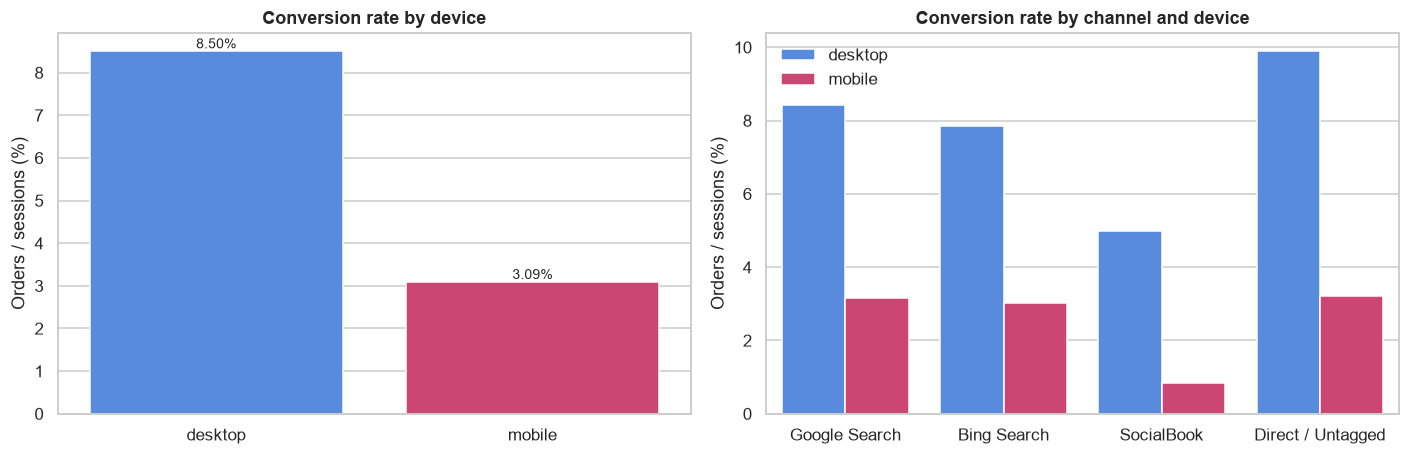 Conversion rate by device
Orders / sessions (%)
8
7
6
5
4
3
2
1
0
8.50%
3.09%
desktop
mobile
Conversion rate by channel and device
Orders / sessions (%)
10
8
6
4
2
0
desktop
mobile
Google Search
Bing Search
SocialBook
Direct / Untagged